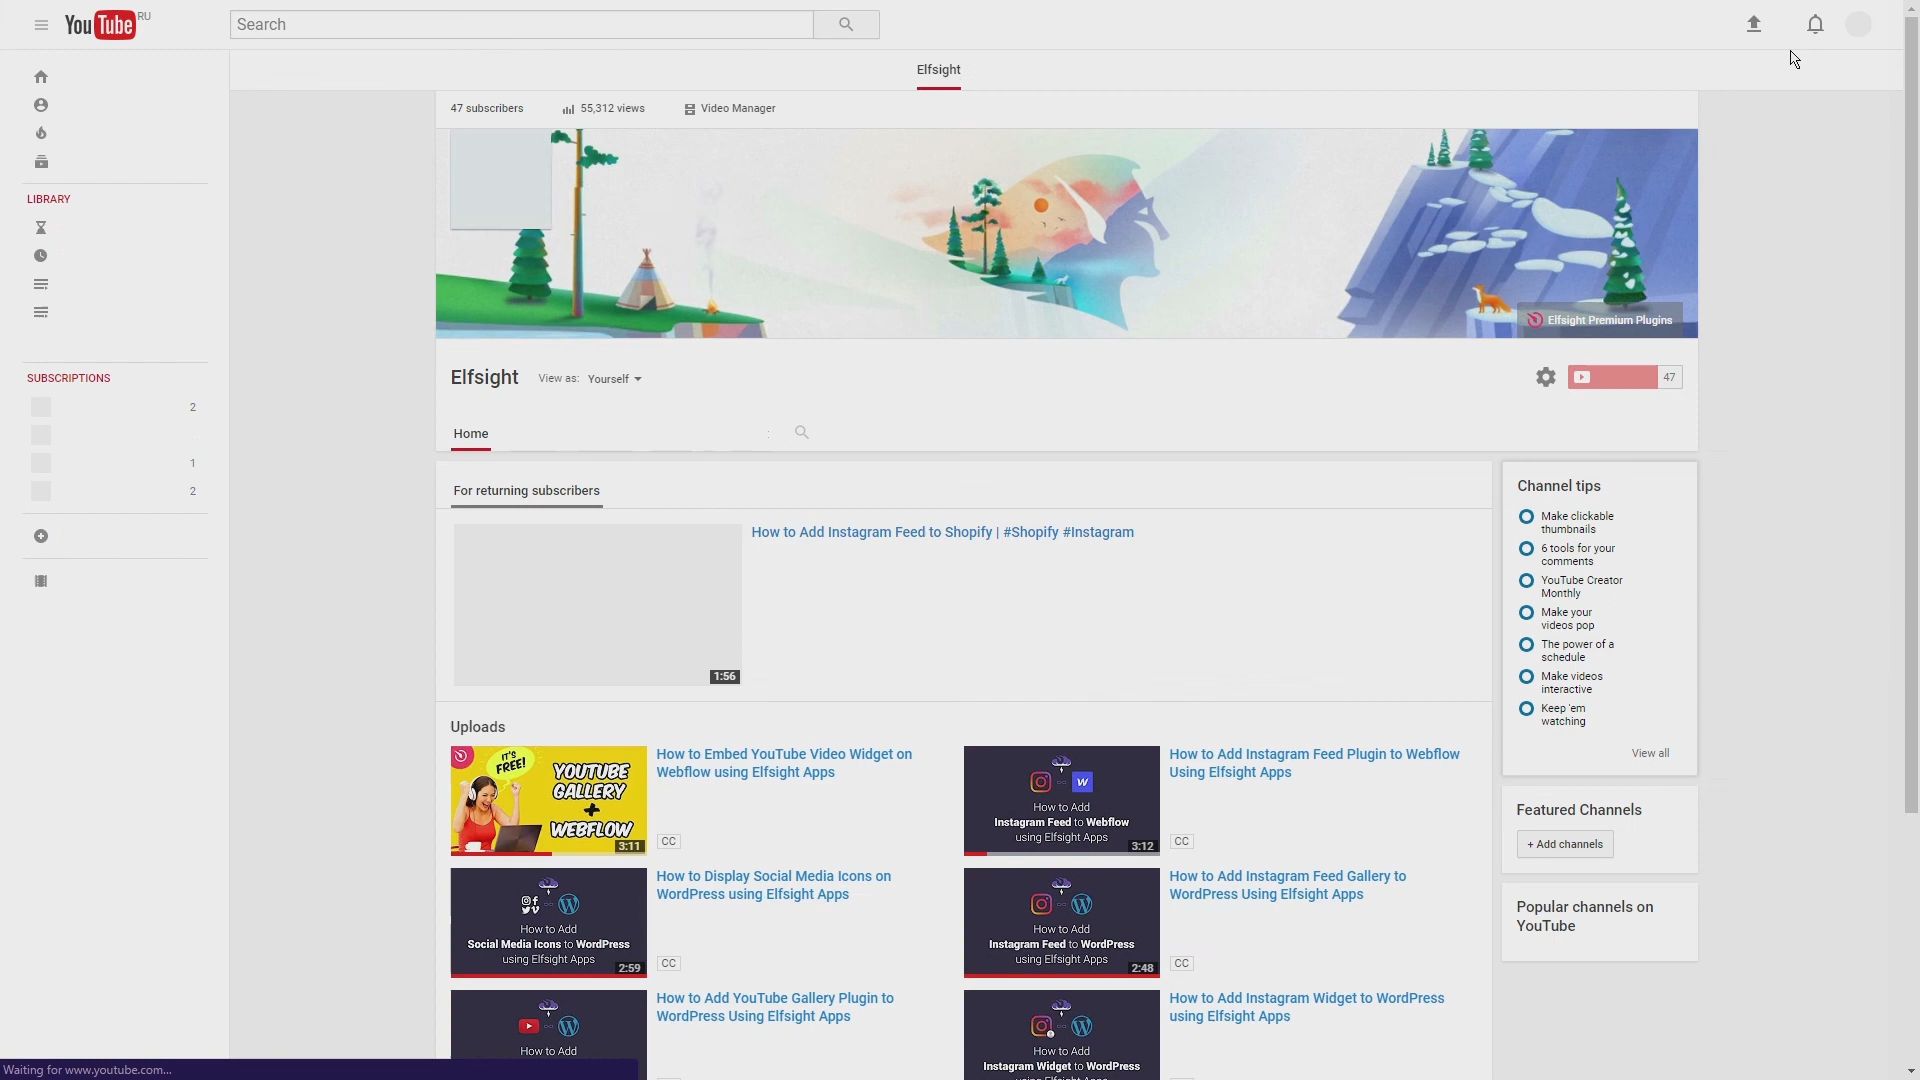 YouTube RU
Search
Elfsight
47 subscribers
55,312 views
Video Manager
LIBRARY
SUBSCRIPTIONS
2
1
2
Elfsight Premium Plugins
Elfsight
View as: Yourself
47
Home
For returning subscribers
How to Add Instagram Feed to Shopify | #Shopify #Instagram
1:56
Uploads
IT'S
FREE!
YOUTUBE
GALLERY
+
WEBFLOW
3:11
How to Embed YouTube Video Widget on
Webflow using Elfsight Apps
CC
W
How to Add
Instagram Feed to Webflow
using Elfsight Apps
3:12
How to Add Instagram Feed Plugin to Webflow
Using Elfsight Apps
CC
How to Add
Social Media Icons to WordPress
using Elfsight Apps
2:59
How to Display Social Media Icons on
WordPress using Elfsight Apps
CC
How to Add
Instagram Feed to WordPress
using Elfsight Apps
2:48
How to Add Instagram Feed Gallery to
WordPress Using Elfsight Apps
CC
How to Add
How to Add YouTube Gallery Plugin to
WordPress Using Elfsight Apps
How to Add
Instagram Widget to WordPress
using Elfsight Apps
How to Add Instagram Widget to WordPress
using Elfsight Apps
Channel tips
Make clickable
thumbnails
6 tools for your
comments
YouTube Creator
Monthly
Make your
videos pop
The power of a
schedule
Make videos
interactive
Keep 'em
watching
View all
Featured Channels
+ Add channels
Popular channels on
YouTube
Waiting for www.youtube.com...